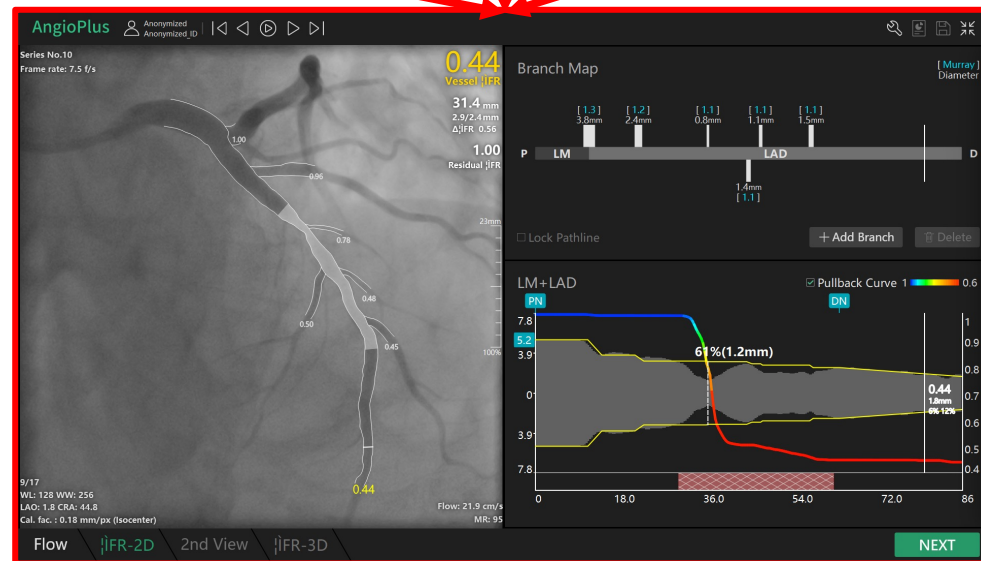 AngioPlus
Anonymized
Anonymized_ID
Series No.10
Frame rate: 7.5 f/s
0.44
Vessel ¦IFR
31.4 mm
2.9/2.4mm
Δ¦IFR 0.56
1.00
Residual ¦IFR
1.00
0.96
0.78
0.48
0.50
0.45
0.44
23mm
100%
9/17
WL: 128 WW: 256
LAO: 1.8 CRA: 44.8
Cal. fac. : 0.18 mm/px (Isocenter)
Flow: 21.9 cm/s
MR: 95
Branch Map
[ Murray ]
Diameter
[ 1.3 ] [ 1.2 ] [ 1.1 ] [ 1.1 ] [ 1.1 ]
3.8mm 2.4mm 0.8mm 1.1mm 1.5mm
P LM LAD D
1.4mm
[ 1.1 ]
Lock Pathline
+ Add Branch
Delete
LM+LAD
Pullback Curve 1 0.6
PN DN
7.8
5.2
3.9
0
3.9
7.8
61%(1.2mm)
0.44
1.8mm
6% 12%
1
0.9
0.8
0.7
0.6
0.5
0.4
0 18.0 36.0 54.0 72.0 86
Flow ¦IFR-2D 2nd View ¦IFR-3D
NEXT